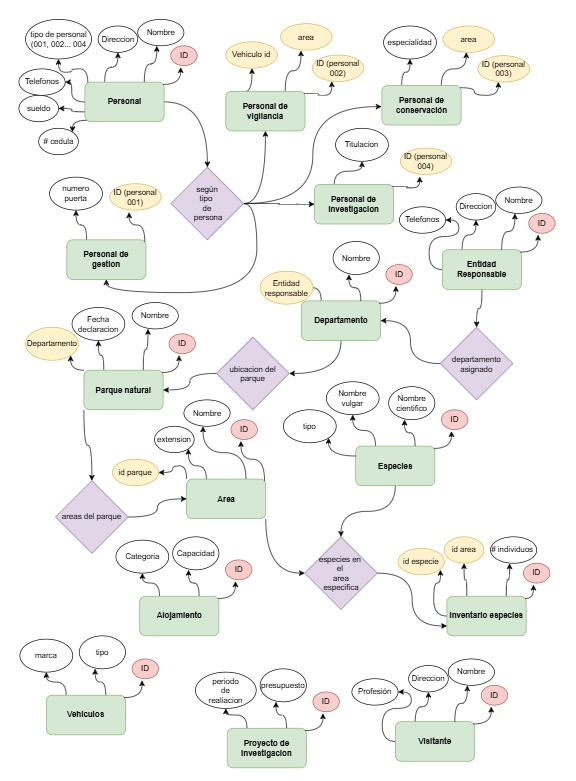 tipo de personal
(001, 002... 004
Direccion
Nombre
ID
Telefonos
sueldo
# cedula
Personal
Vehiculo id
area
ID (personal
002)
Personal de
vigilancia
especialidad
area
ID (personal
003)
Personal de
conservación
Titulacion
ID (personal
004)
Personal de
Investigacion
según
tipo
de
persona
numero
puerta
ID (personal
001)
Personal de
gestion
Telefonos
Direccion
Nombre
ID
Entidad
Responsable
Entidad
responsable
Nombre
ID
Departamento
departamento
asignado
Departamento
Fecha
declaracion
Nombre
ID
Parque natural
ubicacion del
parque
id parque
extension
Nombre
ID
Area
areas del parque
tipo
Nombre
vulgar
Nombre
cientifico
ID
Especies
especies en
el
area
especifica
id especie
id area
# individuos
ID
Inventario especies
Categoria
Capacidad
ID
Alojamiento
marca
tipo
ID
Vehiculos
periodo
de
realiacion
presupuesto
ID
Proyecto de
investigacion
Profesión
Direccion
Nombre
ID
Visitante